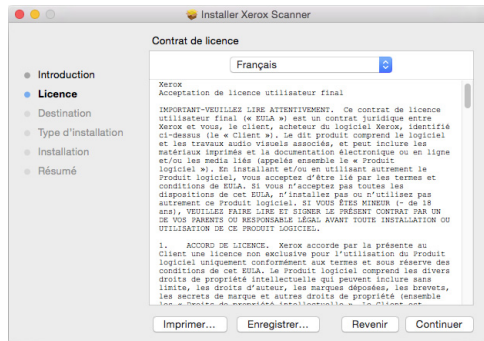 Installer Xerox Scanner
Contrat de licence
Français
Introduction
Licence
Destination
Type d'installation
Installation
Résumé
Xerox
Acceptation de licence utilisateur final
IMPORTANT-VEUILLEZ LIRE ATTENTIVEMENT. Ce contrat de licence
utilisateur final (« EULA ») est un contrat juridique entre
Xerox et vous, le client, acheteur du logiciel Xerox, identifié
ci-dessus (le « Client »). Le dit produit comprend le logiciel
et les travaux audio visuels associés, et peut inclure les
matériaux imprimés et la documentation électronique ou en ligne
et/ou les media liés (appelés ensemble le « Produit
logiciel »). En installant et/ou en utilisant autrement le
Produit logiciel, vous acceptez d'être lié par les termes et
conditions de EULA. Si vous n'acceptez pas toutes les
dispositions de cet EULA, n'installez pas ou n'utilisez pas
autrement ce Produit logiciel. SI VOUS ÊTES MINEUR (- de 18
ans), VEUILLEZ FAIRE LIRE ET SIGNER LE PRÉSENT CONTRAT PAR UN
DE VOS PARENTS OU RESPONSABLE LÉGAL AVANT TOUTE INSTALLATION OU
UTILISATION DE CE PRODUIT LOGICIEL.
1. ACCORD DE LICENCE. Xerox accorde par la présente au
Client une licence non exclusive pour l'utilisation du Produit
logiciel uniquement conformément aux termes et sous réserve des
conditions de cet EULA. Le Produit logiciel comprend les divers
droits de propriété intellectuelle qui peuvent inclure sans
limite, les droits d'auteur, les marques déposées, les brevets,
les secrets de marque et autres droits de propriété (ensemble
les « Droits de propriété intellectuelle ». le Client est
Imprimer...
Enregistrer...
Revenir
Continuer